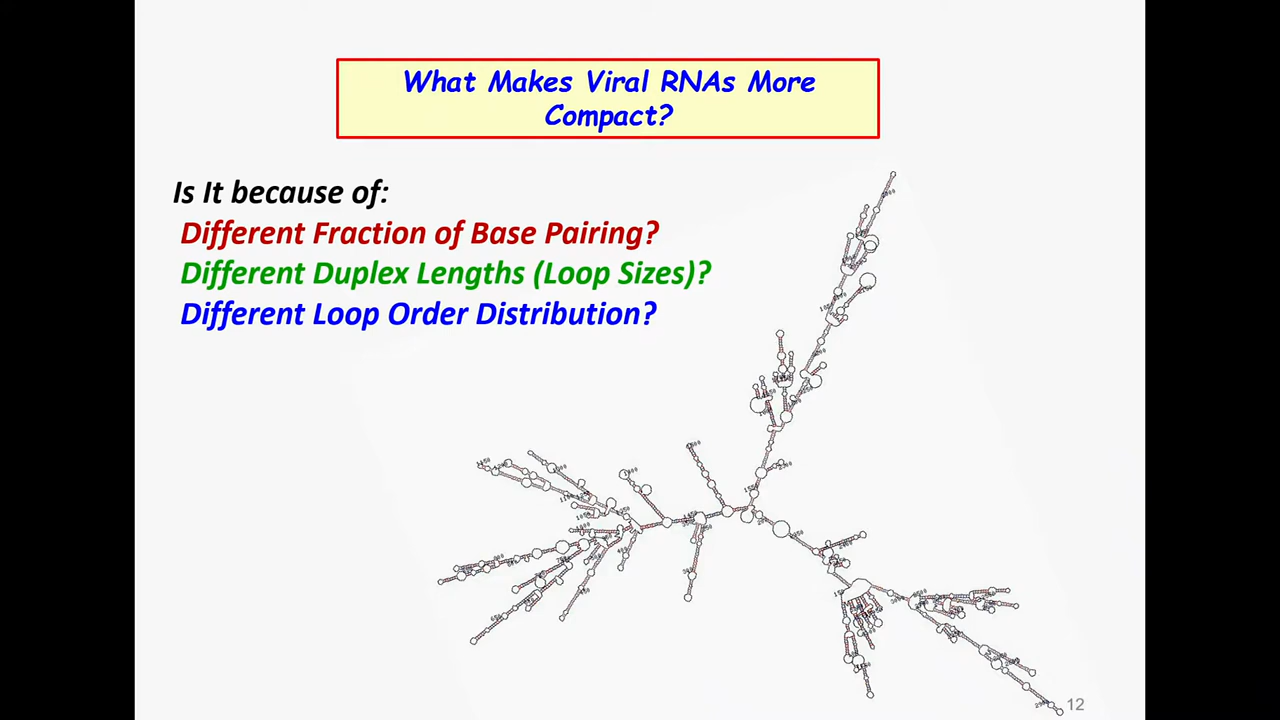 What Makes Viral RNAs More
Compact?
Is It because of:
Different Fraction of Base Pairing?
Different Duplex Lengths (Loop Sizes)?
Different Loop Order Distribution?
12